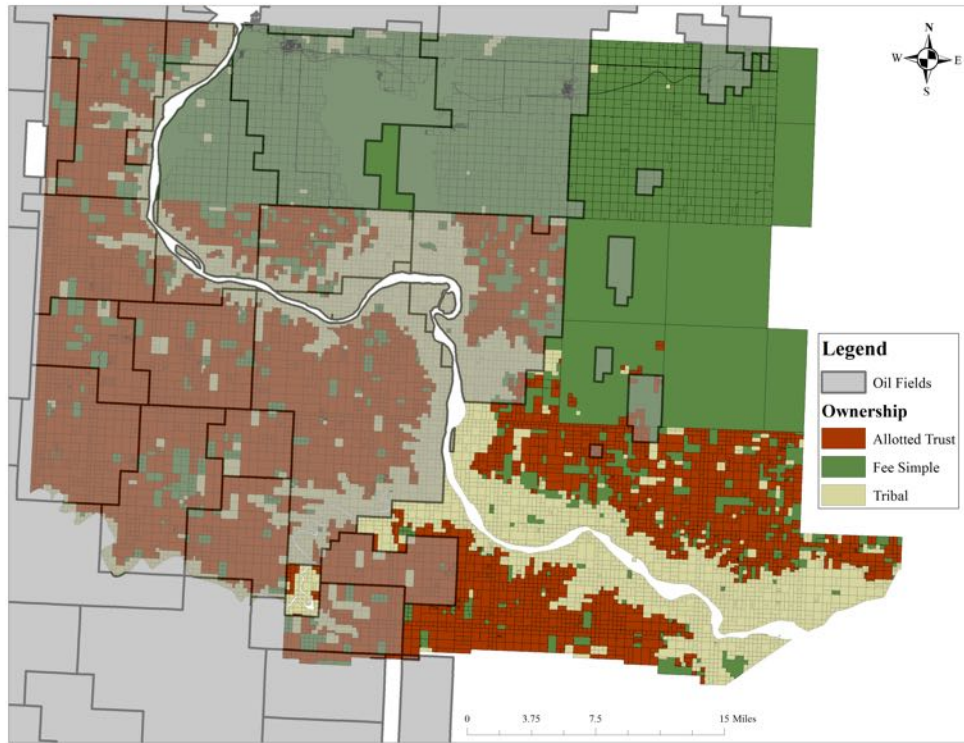 N
W E
S
Legend
Oil Fields
Ownership
Allotted Trust
Fee Simple
Tribal
0 3.75 7.5 15 Miles